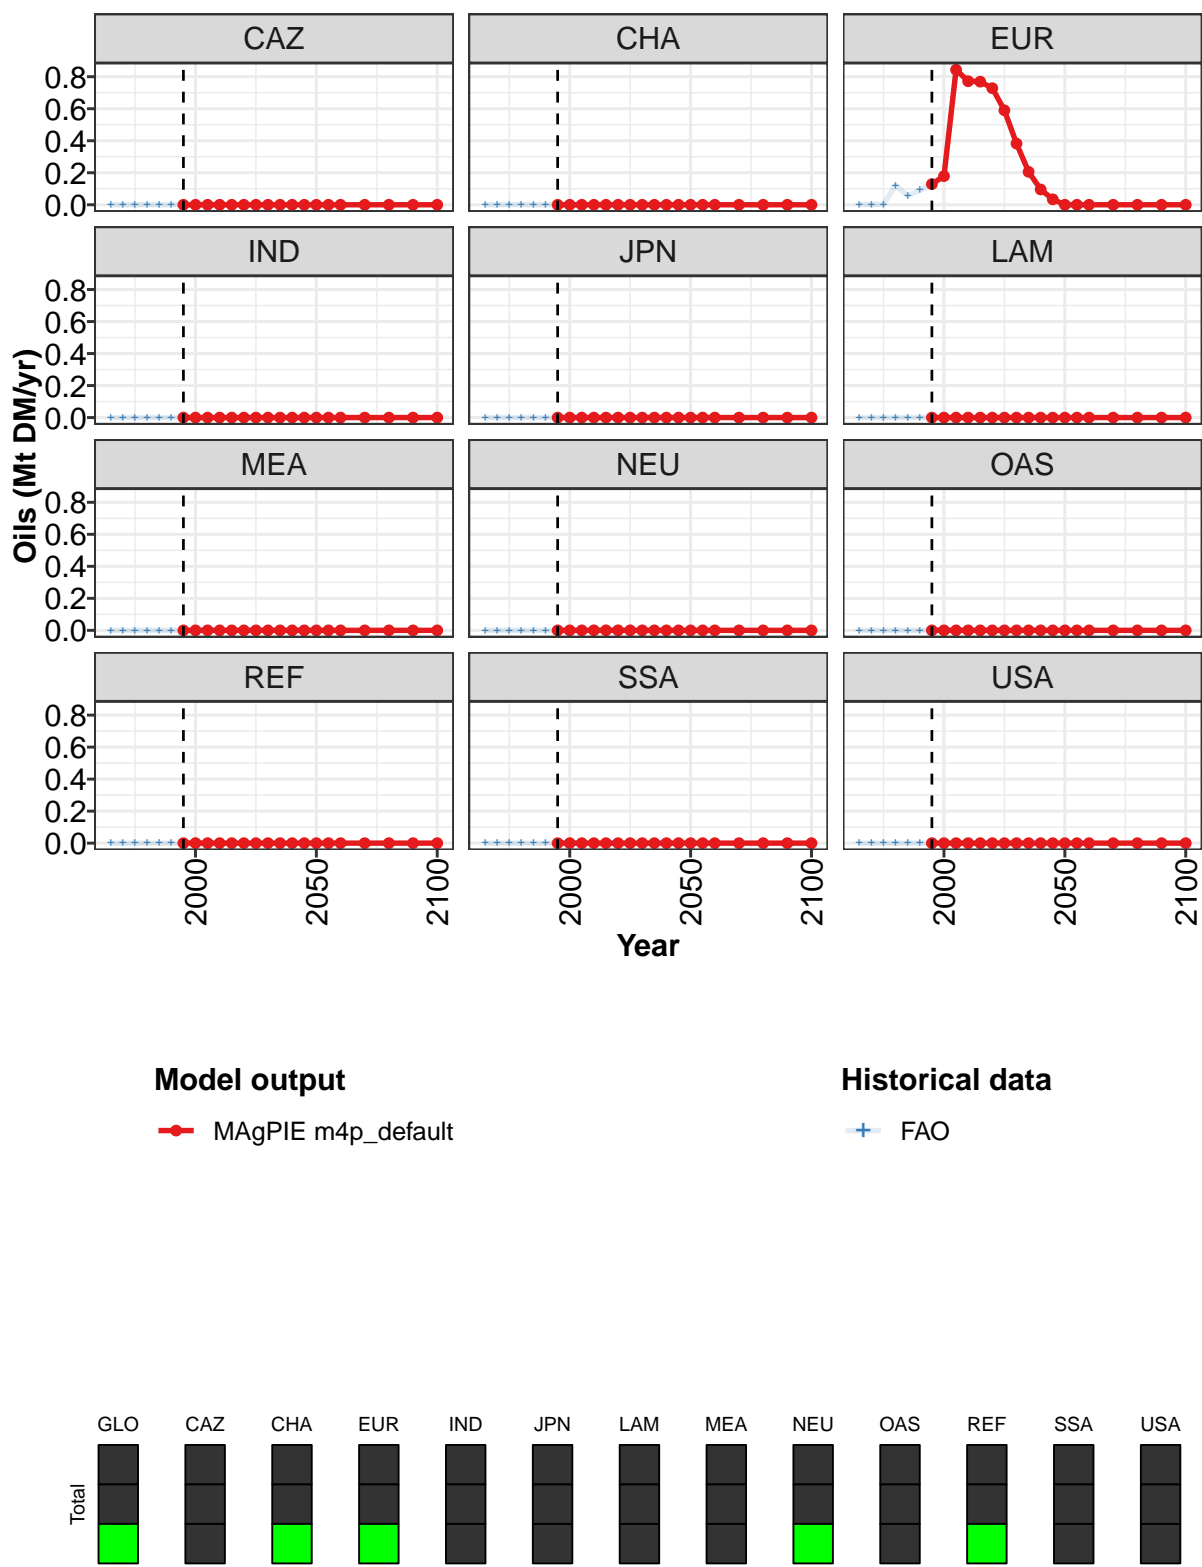 CAZ CHA EUR
0.8
0.6
0.4
0.2
0.0
IND JPN LAM
0.8
0.6
0.4
0.2
0.0
MEA NEU OAS
0.8
0.6
0.4
0.2
0.0
REF SSA USA
0.8
0.6
0.4
0.2
0.0
Oils (Mt DM/yr)
2000 2050 2100 2000 2050 2100 2000 2050 2100
Year
Model output Historical data
MAgPIE m4p_default FAO
GLO CAZ CHA EUR IND JPN LAM MEA NEU OAS REF SSA USA
Total